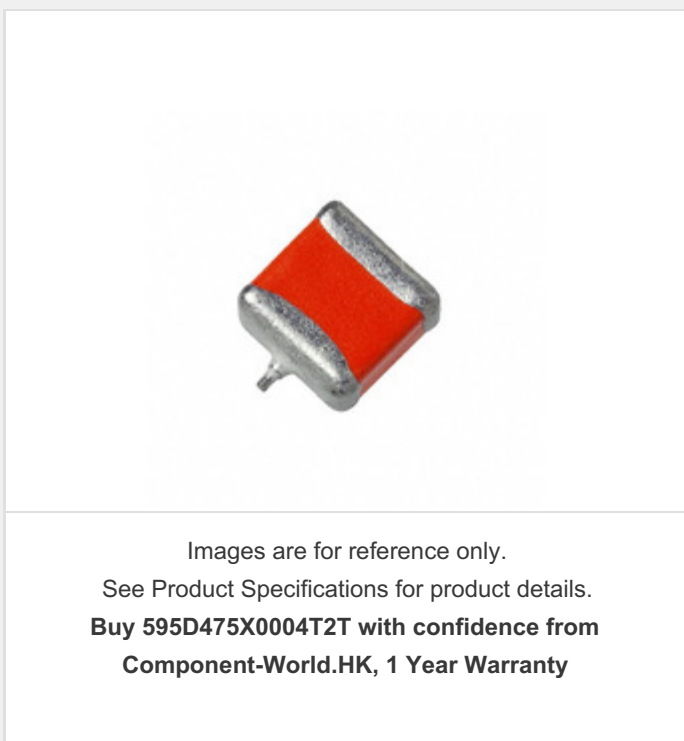 Images are for reference only.
See Product Specifications for product details.
Buy 595D475X0004T2T with confidence from
Component-World.HK, 1 Year Warranty